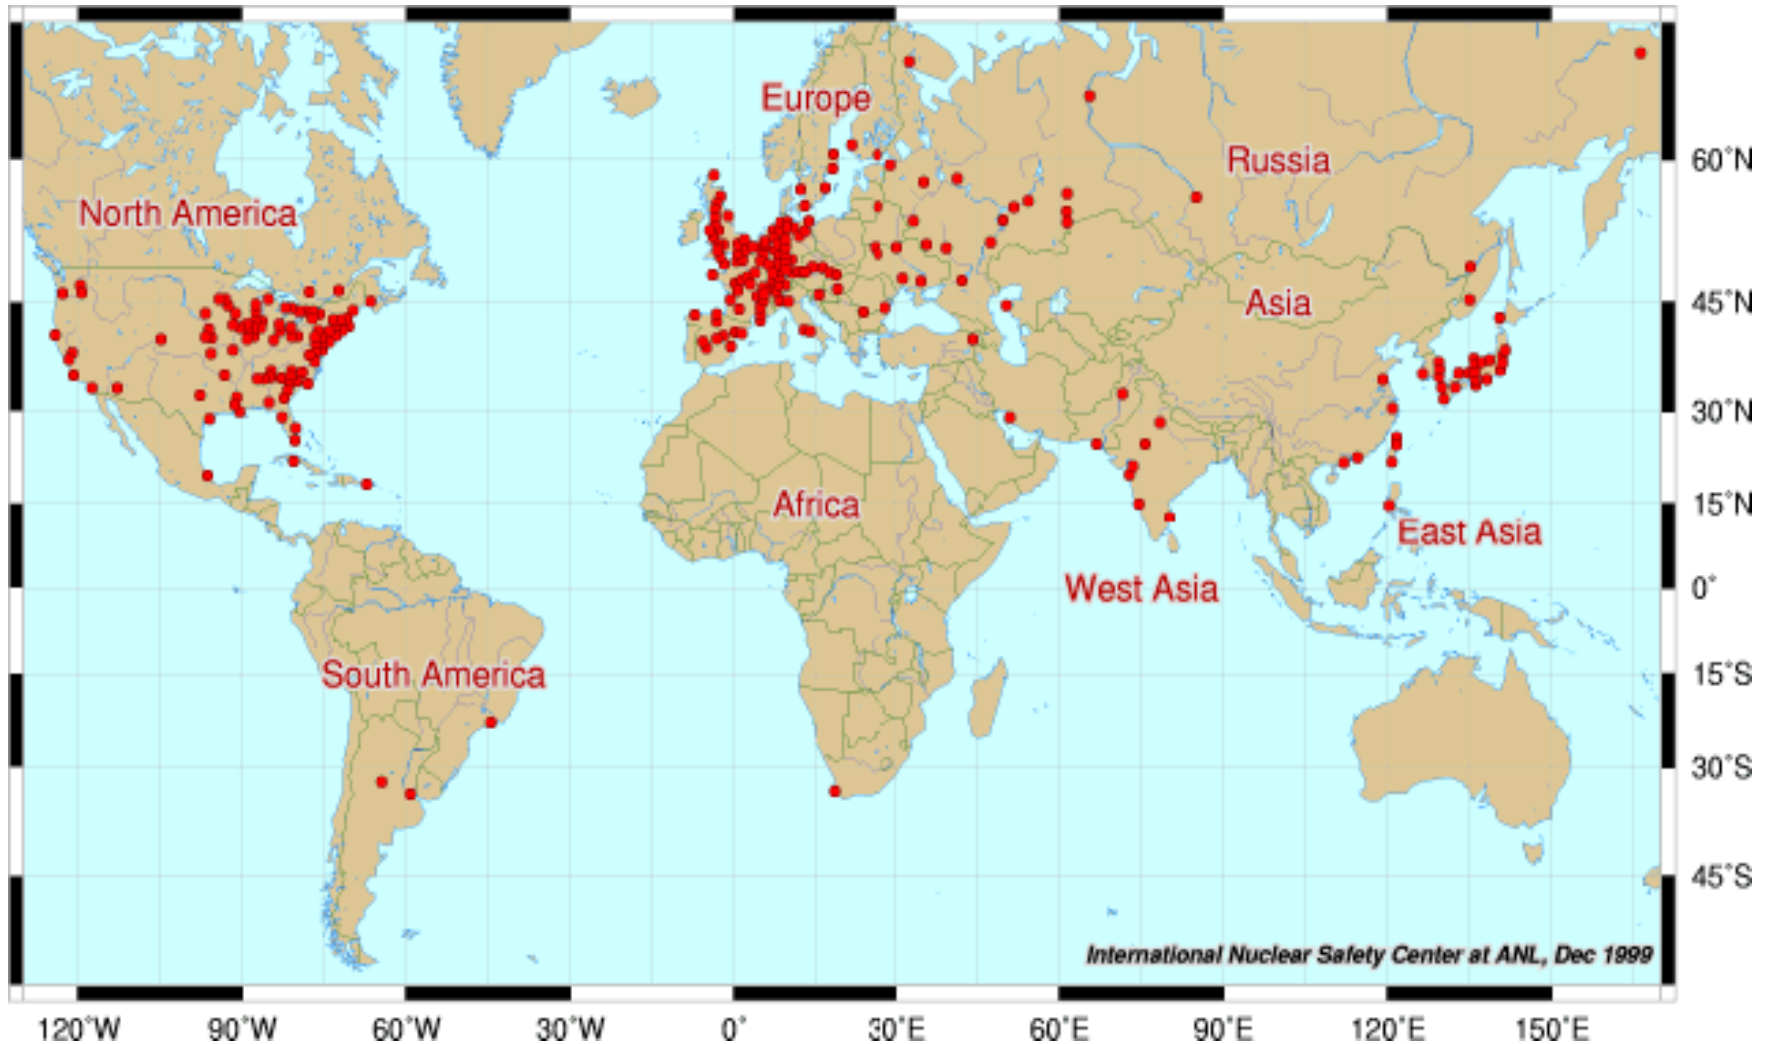 Europe
60°N
Russia
North America
Asia
45°N
30°N
Africa
15°N
East Asia
West Asia
0°
South America
15°S
30°S
45°S
International Nuclear Safety Center at ANL, Dec 1999
120°W 90°W 60°W 30°W 0° 30°E 60°E 90°E 120°E 150°E